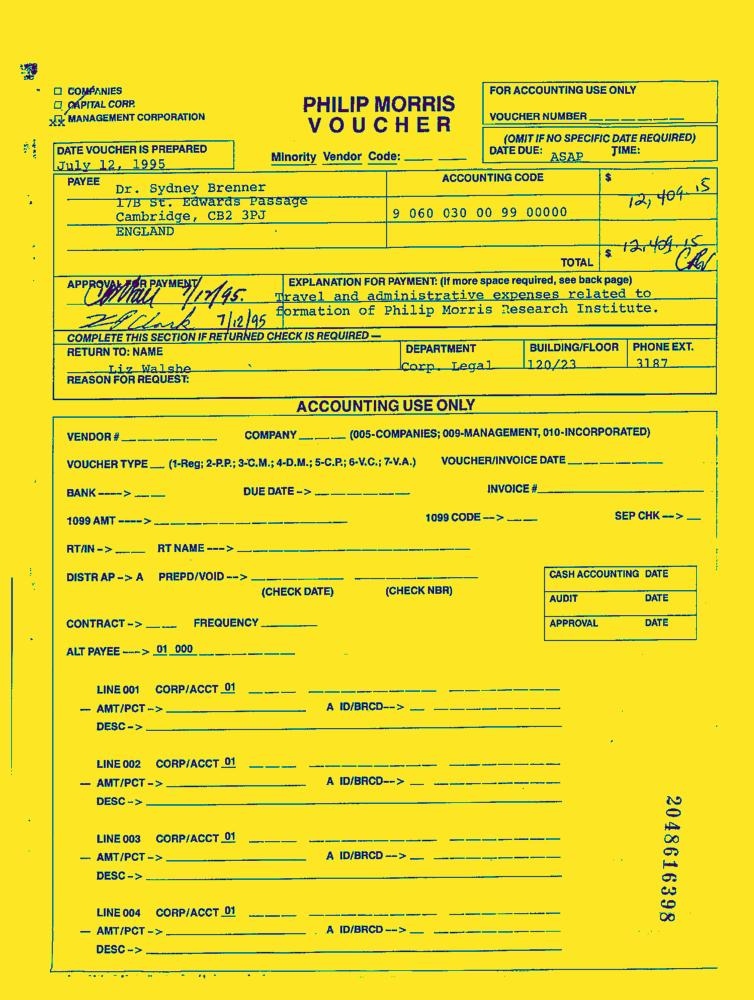 ☐ COMPANIES
☐ CAPITAL CORP.
XX MANAGEMENT CORPORATION
PHILIP MORRIS
VOUCHER
FOR ACCOUNTING USE ONLY
VOUCHER NUMBER
DATE VOUCHER IS PREPARED
July 12, 1995
Minority Vendor Code:
(OMIT IF NO SPECIFIC DATE REQUIRED)
DATE DUE: ASAP TIME:
PAYEE
Dr. Sydney Brenner
17B St. Edwards Passage
Cambridge, CB2 3PJ
ENGLAND
ACCOUNTING CODE
9 060 030 00 99 00000
$ 12,409.15
TOTAL $ 12,409.15
APPROVAL FOR PAYMENT
7/12/95.
7/12/95
EXPLANATION FOR PAYMENT: (If more space required, see back page)
Travel and administrative expenses related to
formation of Philip Morris Research Institute.
COMPLETE THIS SECTION IF RETURNED CHECK IS REQUIRED —
RETURN TO: NAME DEPARTMENT BUILDING/FLOOR PHONE EXT.
Liz Walshe Corp. Legal 120/23 3187
REASON FOR REQUEST:
ACCOUNTING USE ONLY
VENDOR # COMPANY (005-COMPANIES; 009-MANAGEMENT, 010-INCORPORATED)
VOUCHER TYPE (1-Reg; 2-P.P.; 3-C.M.; 4-D.M.; 5-C.P.; 6-V.C.; 7-V.A.) VOUCHER/INVOICE DATE
BANK ----> DUE DATE -> INVOICE #
1099 AMT ----> 1099 CODE --> SEP CHK -->
RT/IN -> RT NAME --->
DISTR AP -> A PREPD/VOID -->
(CHECK DATE) (CHECK NBR)
CASH ACCOUNTING DATE
AUDIT DATE
APPROVAL DATE
CONTRACT -> FREQUENCY
ALT PAYEE ---> 01 000
LINE 001 CORP/ACCT 01
— AMT/PCT -> A ID/BRCD-->
DESC ->
LINE 002 CORP/ACCT 01
— AMT/PCT -> A ID/BRCD-->
DESC ->
LINE 003 CORP/ACCT 01
— AMT/PCT -> A ID/BRCD -->
DESC ->
LINE 004 CORP/ACCT 01
— AMT/PCT -> A ID/BRCD-->
DESC ->
2048616398